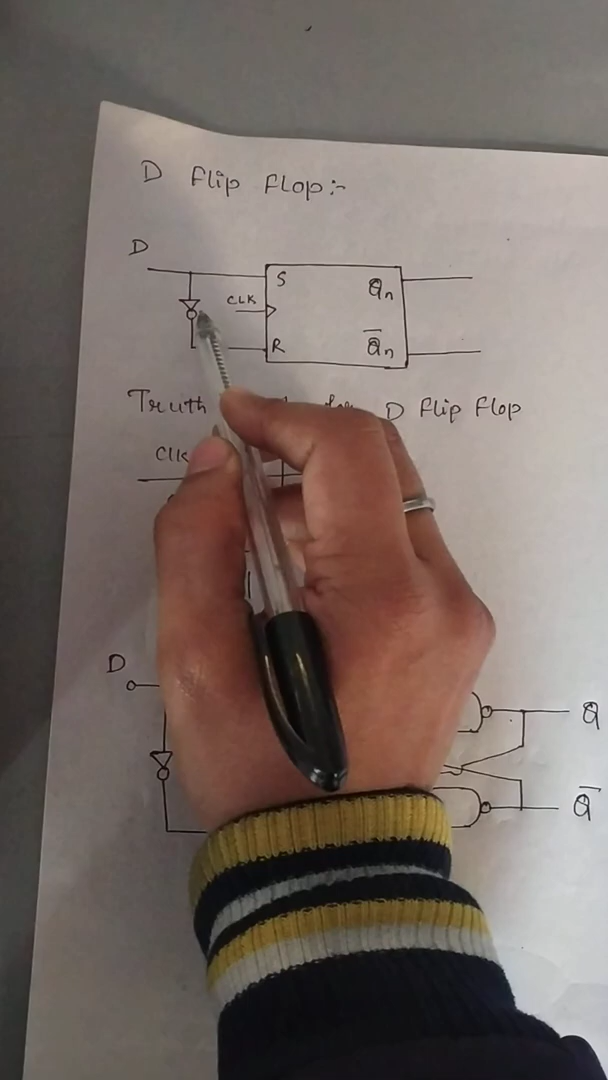 D Flip Flop:-
D
S
Qn
CLK
R
Q̅n
Truth D Flip Flop
Clk
D
Q
Q̅